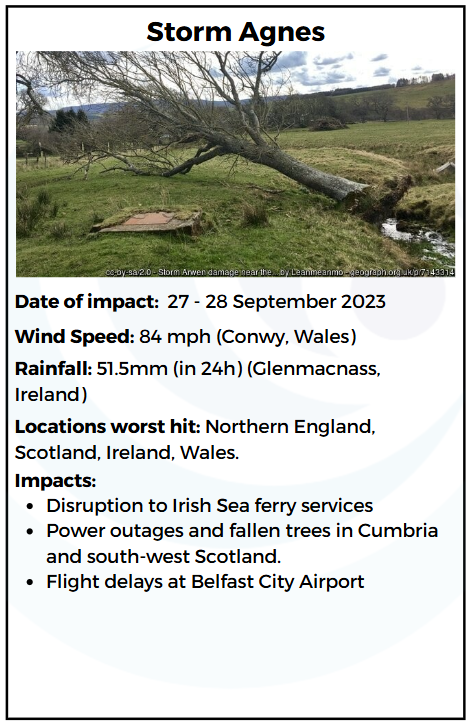 Storm Agnes
cc-by-sa/2.0 - Storm Arwen damage near the... by Leanmeanmo - geograph.org.uk/p/7143314
Date of impact: 27 - 28 September 2023
Wind Speed: 84 mph (Conwy, Wales)
Rainfall: 51.5mm (in 24h) (Glenmacnass,
Ireland)
Locations worst hit: Northern England,
Scotland, Ireland, Wales.
Impacts:
• Disruption to Irish Sea ferry services
• Power outages and fallen trees in Cumbria
and south-west Scotland.
• Flight delays at Belfast City Airport